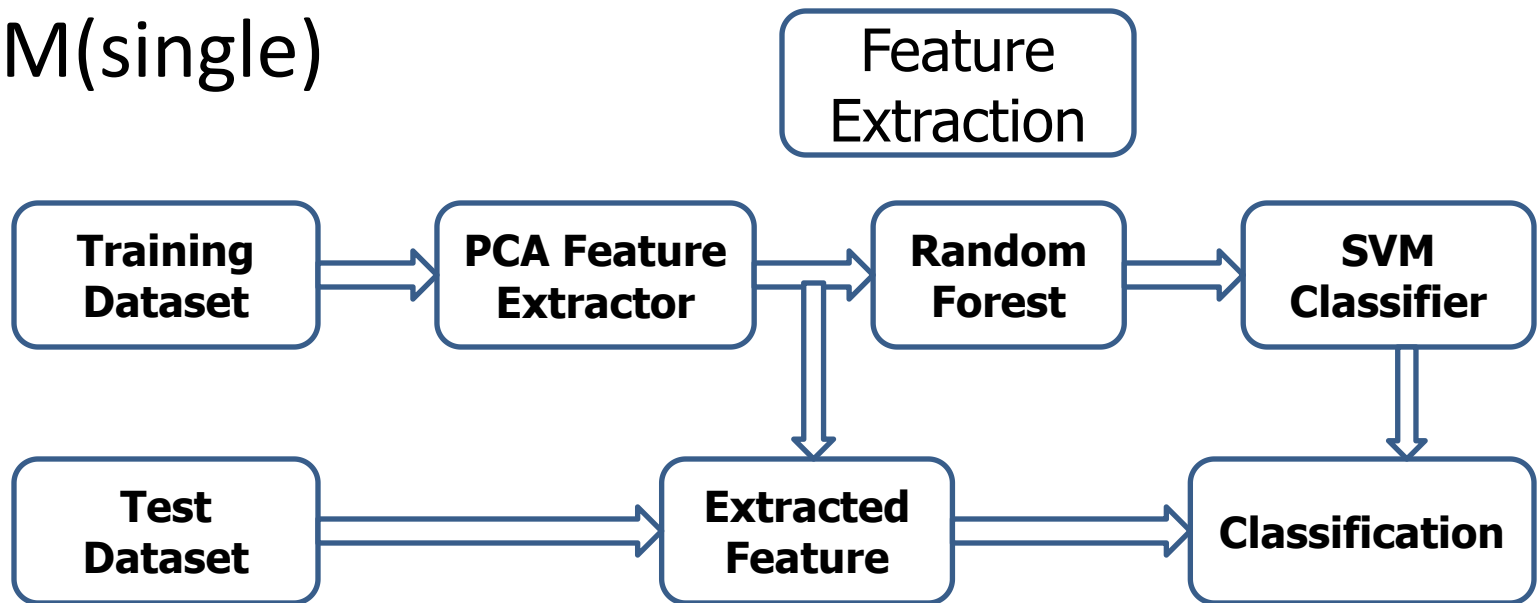 M(single)
Feature
Extraction
Training
Dataset
PCA Feature
Extractor
Random
Forest
SVM
Classifier
Test
Dataset
Extracted
Feature
Classification